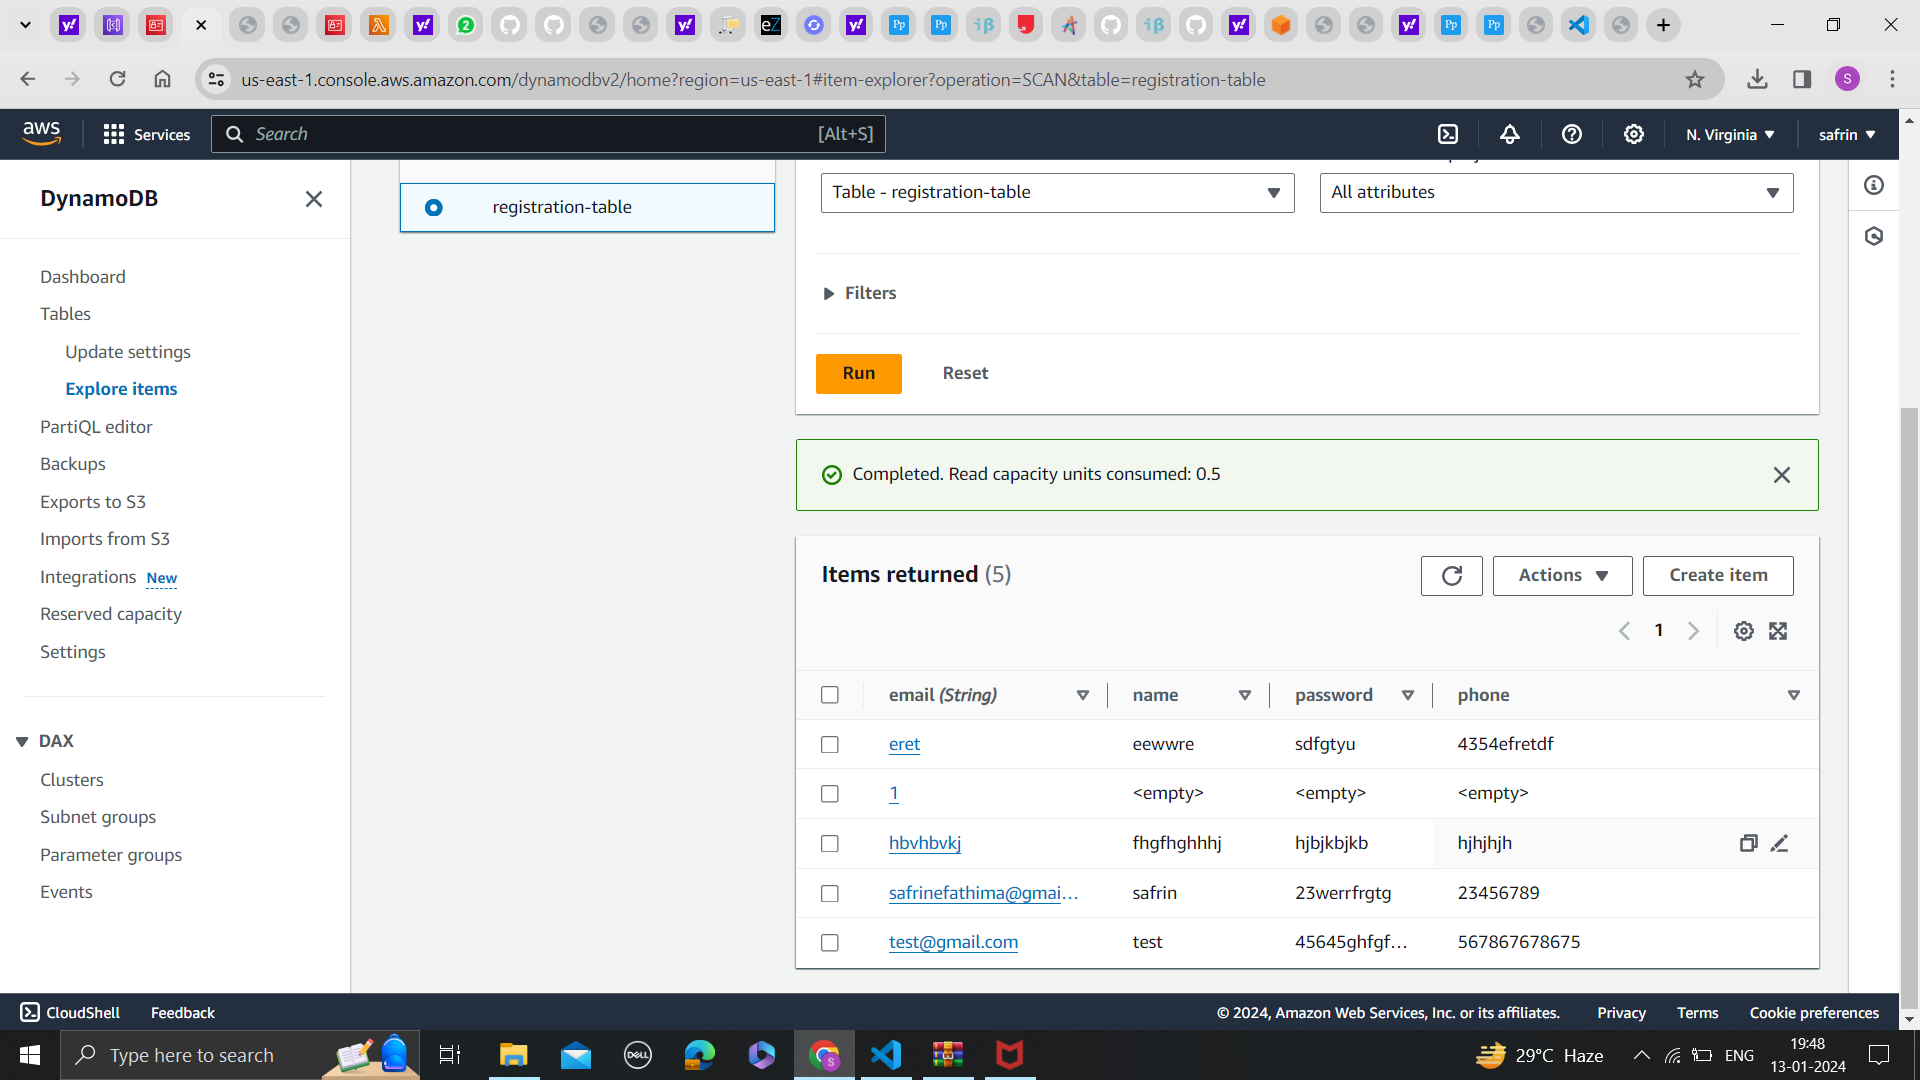 us-east-1.console.aws.amazon.com/dynamodbv2/home?region=us-east-1#item-explorer?operation=SCAN&table=registration-table
S
aws
Services
Search
[Alt+S]
N. Virginia
safrin
DynamoDB
Dashboard
Tables
Update settings
Explore items
PartiQL editor
Backups
Exports to S3
Imports from S3
Integrations New
Reserved capacity
Settings
DAX
Clusters
Subnet groups
Parameter groups
Events
registration-table
Table - registration-table
All attributes
Filters
Run
Reset
Completed. Read capacity units consumed: 0.5
Items returned (5)
Actions
Create item
1
email (String) name password phone
eret eewwre sdfgtyu 4354efretdf
1 <empty> <empty> <empty>
hbvhbvkj fhgfhghhhj hjbjkbjkb hjhjhjh
safrinefathima@gmai... safrin 23werrfrgtg 23456789
test@gmail.com test 45645ghfgf... 567867678675
CloudShell Feedback
© 2024, Amazon Web Services, Inc. or its affiliates. Privacy Terms Cookie preferences
Type here to search
DELL
29°C Haze
ENG
19:48
13-01-2024